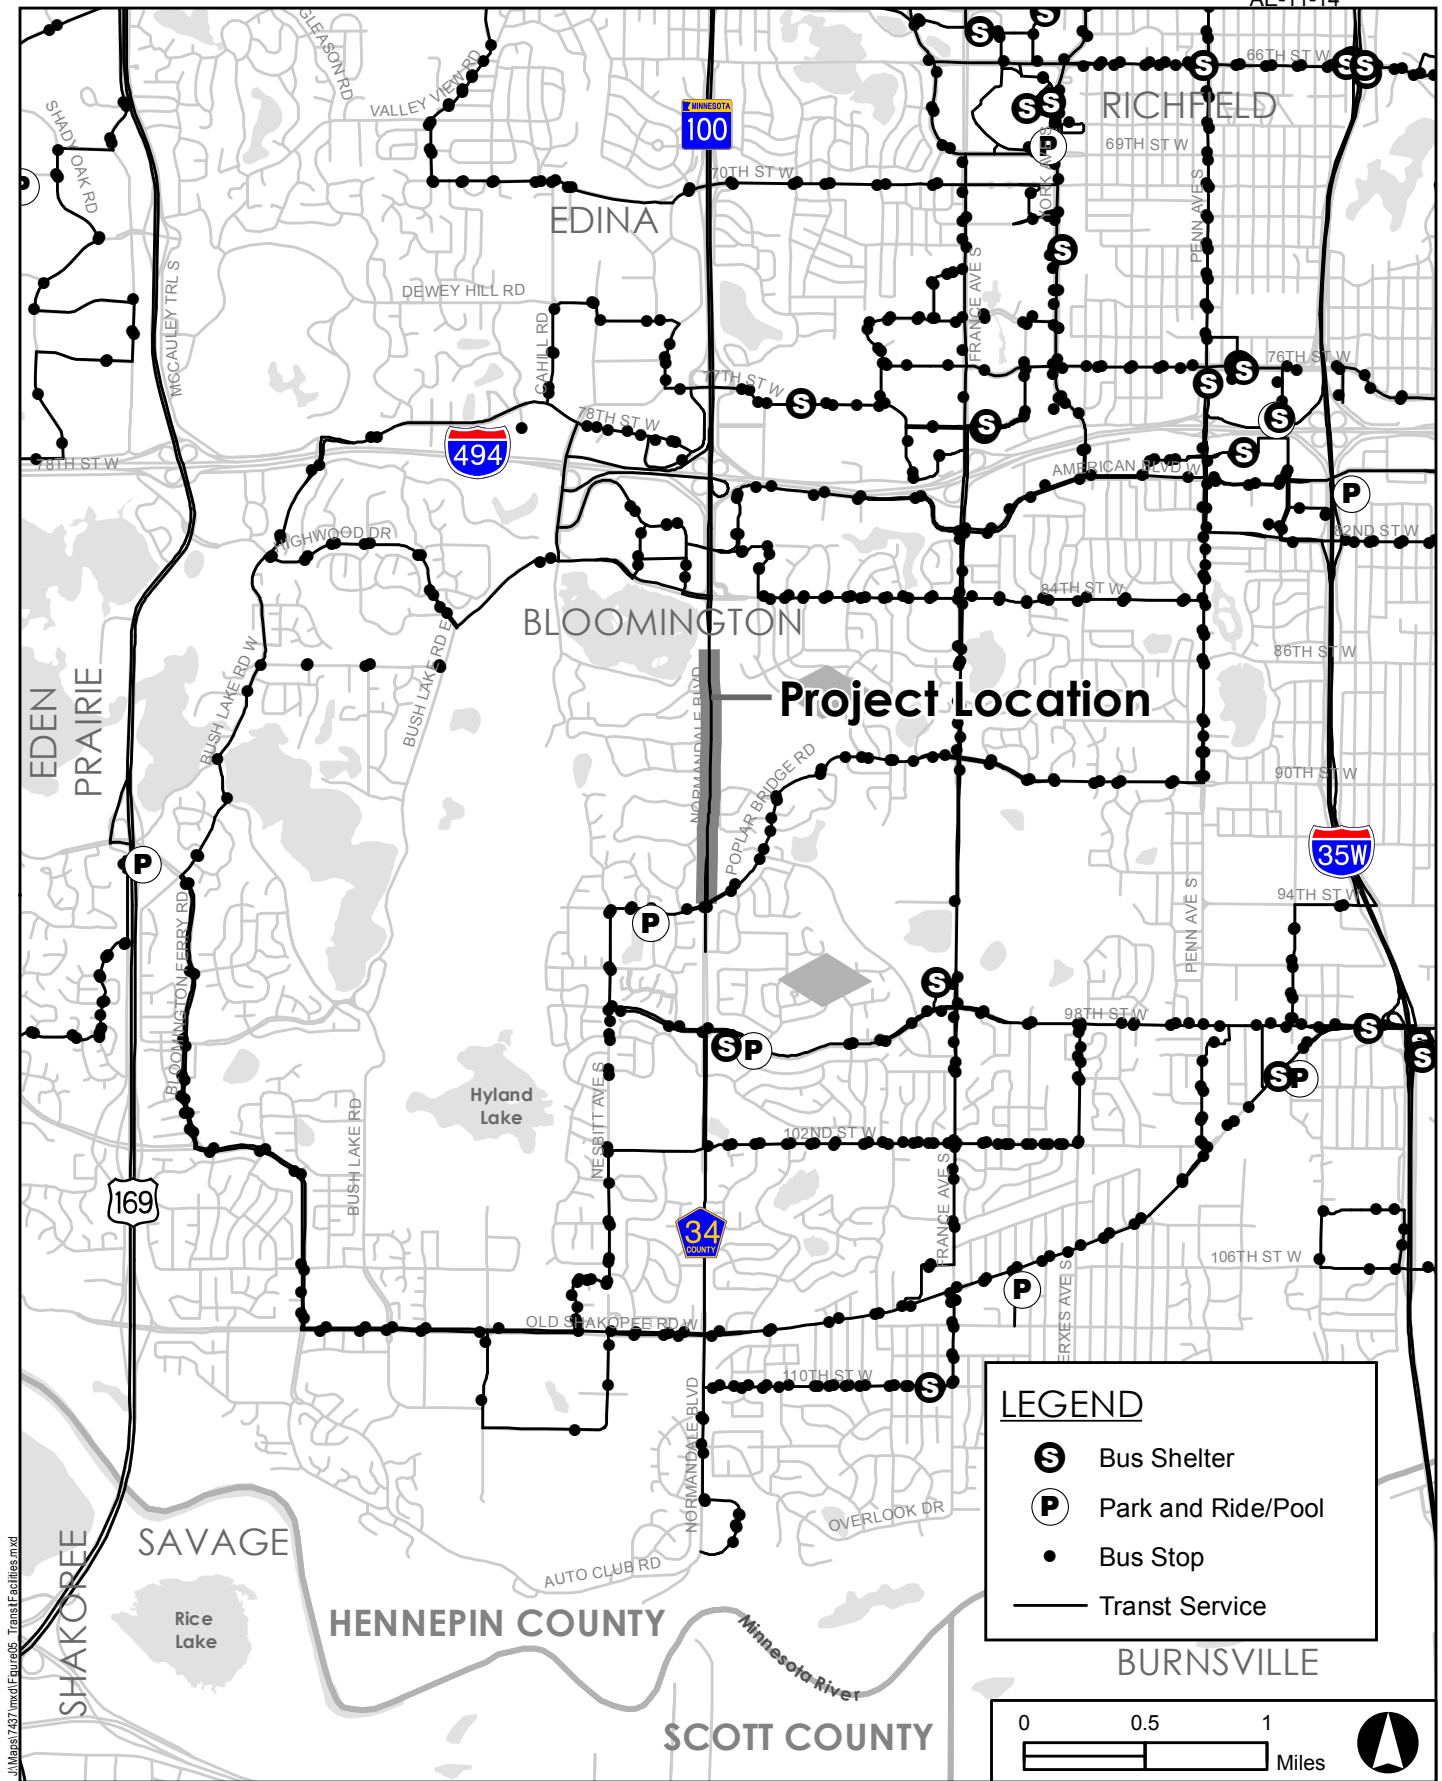 AE-11-14
GLEASON RD
VALLEY VIEW RD
SHADY OAK RD
MINNESOTA
100
S
S
S
66TH ST W
S
S
RICHFIELD
S
S
P
69TH ST W
P
70TH ST W
YORK AVE S
PENN AVE S
EDINA
S
MCCAULEY TRL S
DEWEY HILL RD
CAHILL RD
FRANCE AVE S
76TH ST W
S
S
77TH ST W
S
78TH ST W
S
S
78TH ST W
494
AMERICAN BLVD W
S
P
HIGHWOOD DR
82ND ST W
84TH ST W
BLOOMINGTON
86TH ST W
EDEN
PRAIRIE
BUSH LAKE RD W
BUSH LAKE RD E
NORMANDALE BLVD
Project Location
POPLAR BRIDGE RD
90TH ST W
35W
P
BLOOMINGTON FERRY RD
94TH ST W
P
PENN AVE S
S
98TH ST W
S
S
S
P
S
S
P
Hyland
Lake
NESBITT AVE S
BUSH LAKE RD
102ND ST W
169
34
COUNTY
FRANCE AVE S
106TH ST W
P
ERXES AVE S
OLD SHAKOPEE RD W
110TH ST W
S
NORMANDALE BLVD
LEGEND
S Bus Shelter
P Park and Ride/Pool
Bus Stop
Transt Service
OVERLOOK DR
AUTO CLUB RD
SAVAGE
SHAKOPEE
Rice
Lake
HENNEPIN COUNTY
Minnesota River
BURNSVILLE
SCOTT COUNTY
0 0.5 1
Miles
J:\Maps\7437\mxd\Figure05_TransitFacilities.mxd